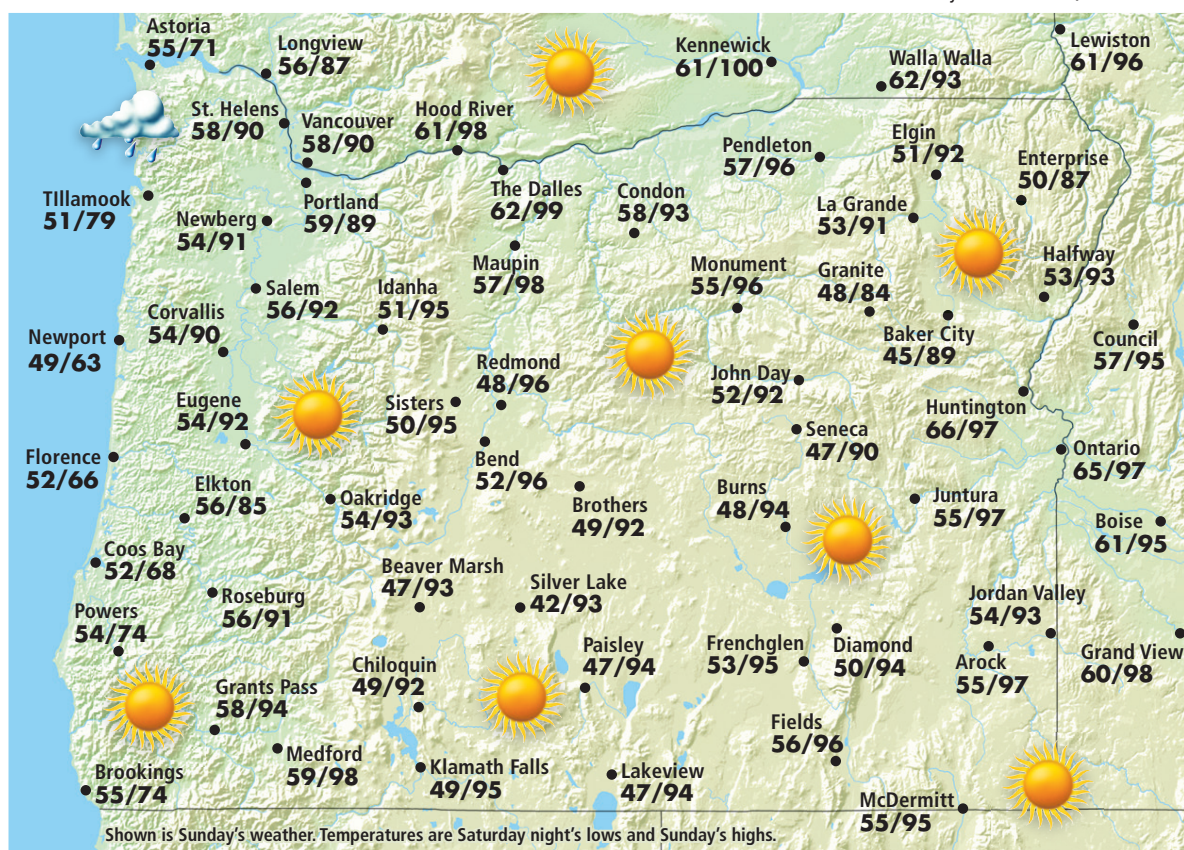 Astoria
55/71
Longview
56/87
Kennewick
61/100
Walla Walla
62/93
Lewiston
61/96
St. Helens
58/90
Vancouver
58/90
Hood River
61/98
Pendleton
57/96
Elgin
51/92
Enterprise
50/87
TIllamook
51/79
Newberg
54/91
Portland
59/89
The Dalles
62/99
Condon
58/93
La Grande
53/91
Maupin
57/98
Monument
55/96
Granite
48/84
Halfway
53/93
Salem
56/92
Idanha
51/95
Corvallis
54/90
Newport
49/63
Baker City
45/89
Council
57/95
Redmond
48/96
John Day
52/92
Eugene
54/92
Sisters
50/95
Huntington
66/97
Seneca
47/90
Ontario
65/97
Florence
52/66
Bend
52/96
Elkton
56/85
Oakridge
54/93
Brothers
49/92
Burns
48/94
Juntura
55/97
Boise
61/95
Coos Bay
52/68
Beaver Marsh
47/93
Silver Lake
42/93
Roseburg
56/91
Jordan Valley
54/93
Powers
54/74
Paisley
47/94
Frenchglen
53/95
Diamond
50/94
Arock
55/97
Grand View
60/98
Chiloquin
49/92
Grants Pass
58/94
Fields
56/96
Medford
59/98
Klamath Falls
49/95
Lakeview
47/94
Brookings
55/74
McDermitt
55/95
Shown is Sunday's weather. Temperatures are Saturday night's lows and Sunday's highs.